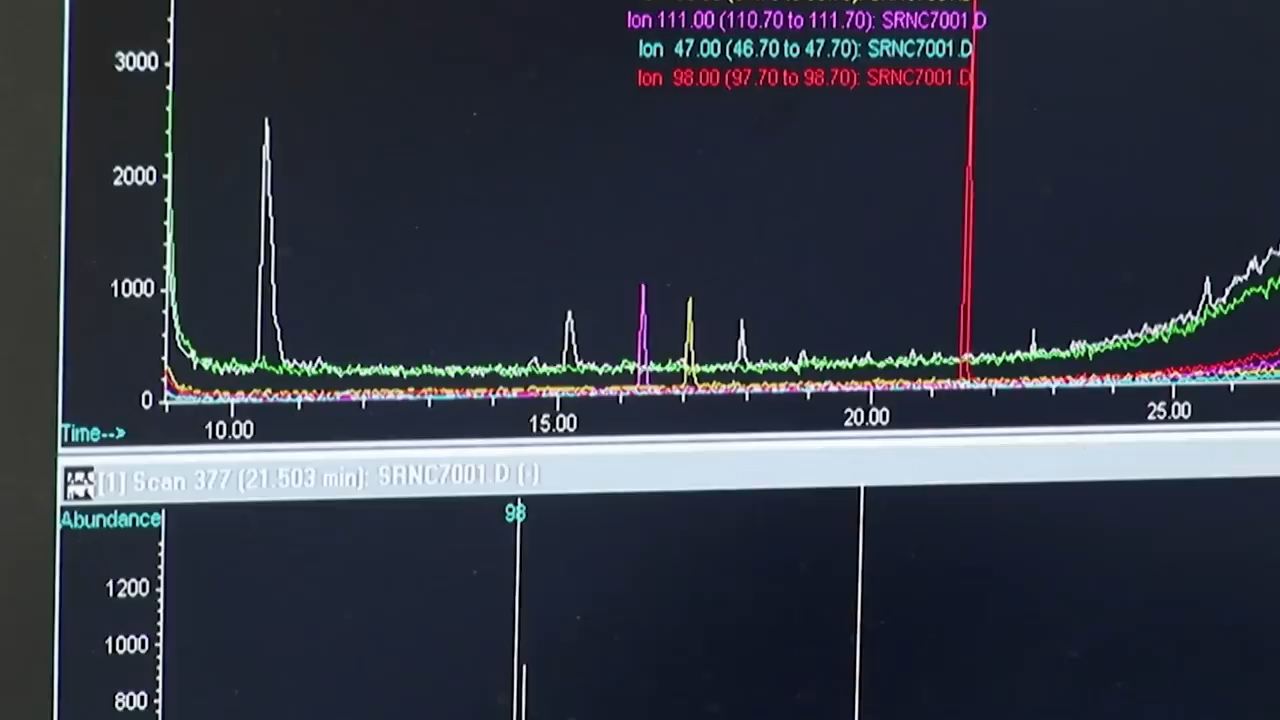 Ion 111.00 (110.70 to 111.70): SRNC7001.D
Ion 47.00 (46.70 to 47.70): SRNC7001.D
Ion 98.00 (97.70 to 98.70): SRNC7001.D
3000
2000
1000
0
Time-->
10.00 15.00 20.00 25.00
[1] Scan 377 (21.503 min): SRNC7001.D (-)
Abundance
98
1200
1000
800